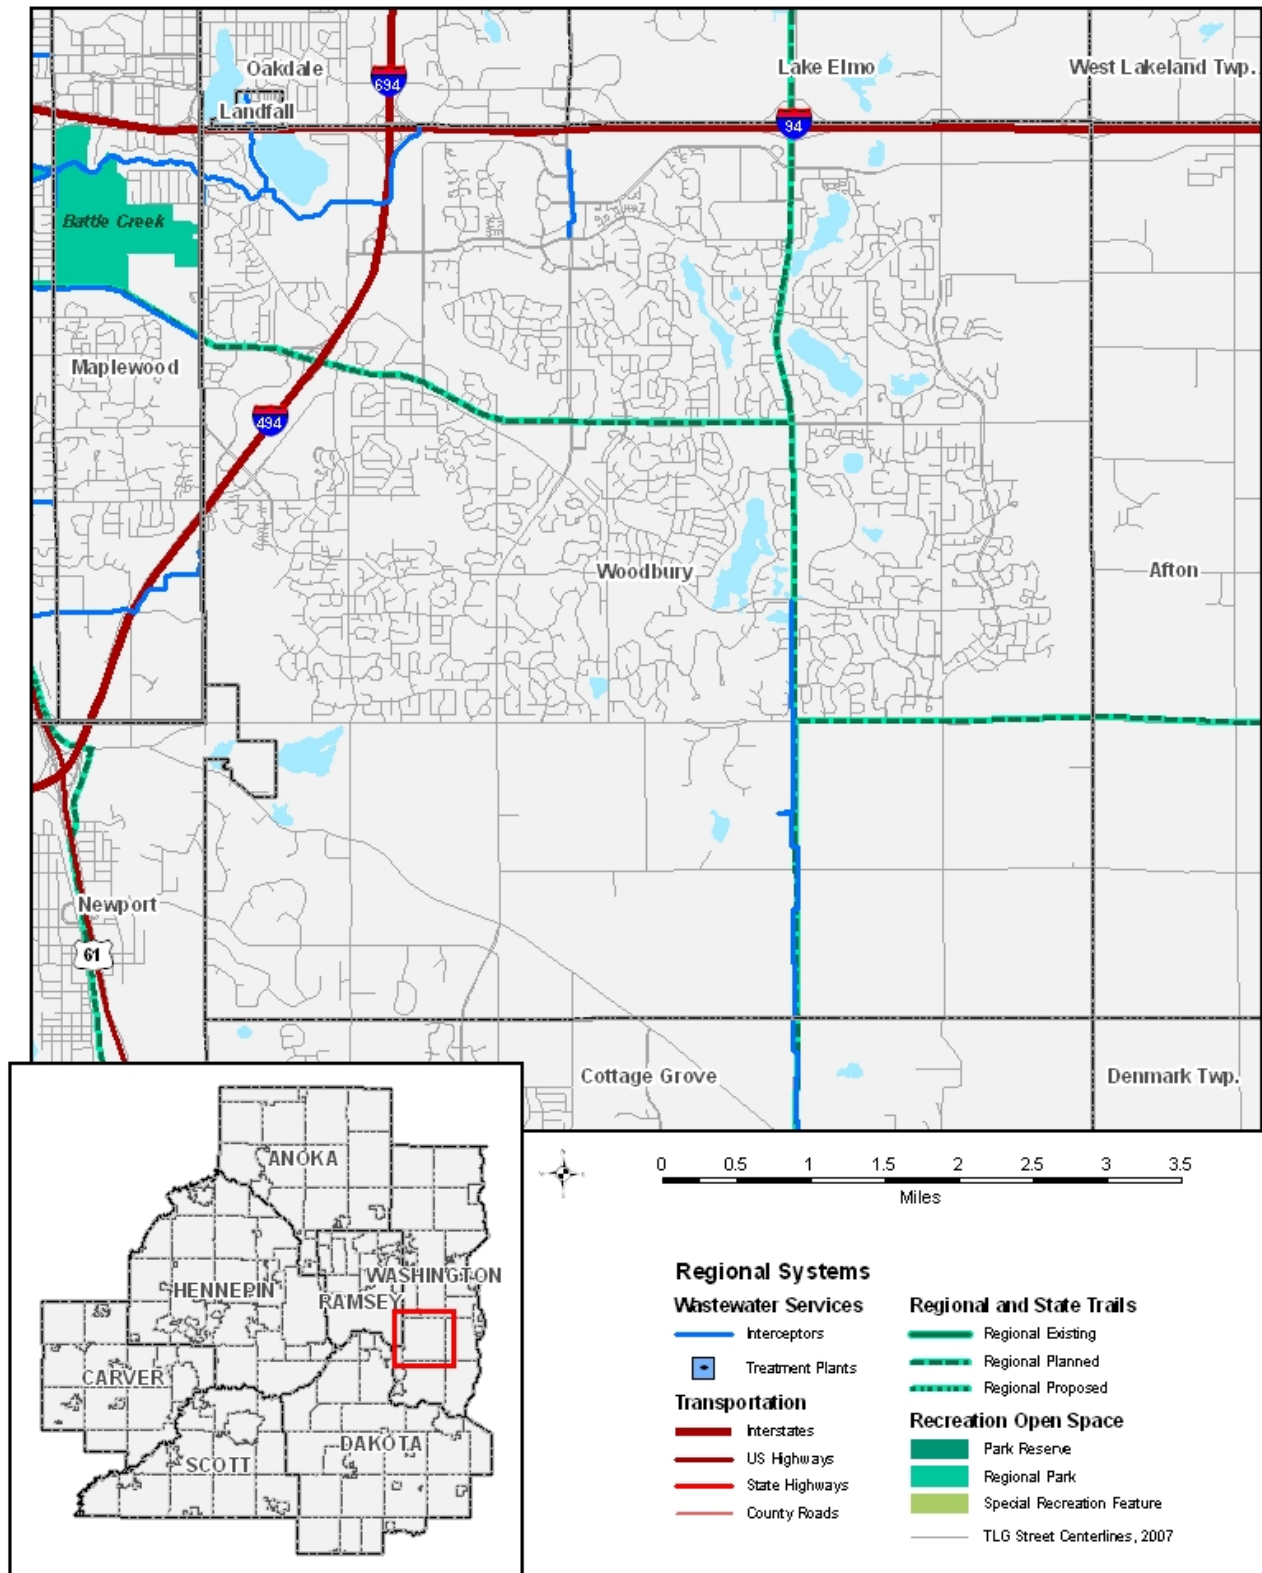 Oakdale
Lake Elmo
West Lakeland Twp.
694
Landfall
94
Battle Creek
Maplewood
494
Woodbury
Afton
Newport
61
Cottage Grove
Denmark Twp.
ANOKA
WASHINGTON
HENNEPIN
RAMSEY
CARVER
DAKOTA
SCOTT
0 0.5 1 1.5 2 2.5 3 3.5
Miles
Regional Systems
Wastewater Services
Interceptors
Treatment Plants
Transportation
Interstates
US Highways
State Highways
County Roads
Regional and State Trails
Regional Existing
Regional Planned
Regional Proposed
Recreation Open Space
Park Reserve
Regional Park
Special Recreation Feature
TLG Street Centerlines, 2007